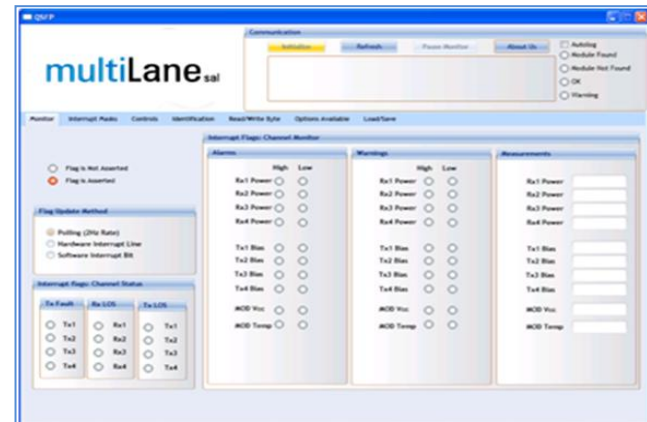 QSFP
Communication
Initialize Refresh Pause Monitor About Us
Autolog
Module Found
Module Not Found
OK
Warning
multiLane sal
Monitor Interrupt Masks Controls Identification Read/Write Byte Options Available Load/Save
Interrupt Flags: Channel Monitor
Flag is Not Asserted
Flag is Asserted
Flag Update Method
Polling (2Hz Rate)
Hardware Interrupt Line
Software Interrupt Bit
Interrupt Flags: Channel Status
Tx Fault Rx LOS Tx LOS
Tx1 Rx1 Tx1
Tx2 Rx2 Tx2
Tx3 Rx3 Tx3
Tx4 Rx4 Tx4
Alarms
High Low
Rx1 Power
Rx2 Power
Rx3 Power
Rx4 Power
Tx1 Bias
Tx2 Bias
Tx3 Bias
Tx4 Bias
MOD Vcc
MOD Temp
Warnings
High Low
Rx1 Power
Rx2 Power
Rx3 Power
Rx4 Power
Tx1 Bias
Tx2 Bias
Tx3 Bias
Tx4 Bias
MOD Vcc
MOD Temp
Measurements
Rx1 Power
Rx2 Power
Rx3 Power
Rx4 Power
Tx1 Bias
Tx2 Bias
Tx3 Bias
Tx4 Bias
MOD Vcc
MOD Temp